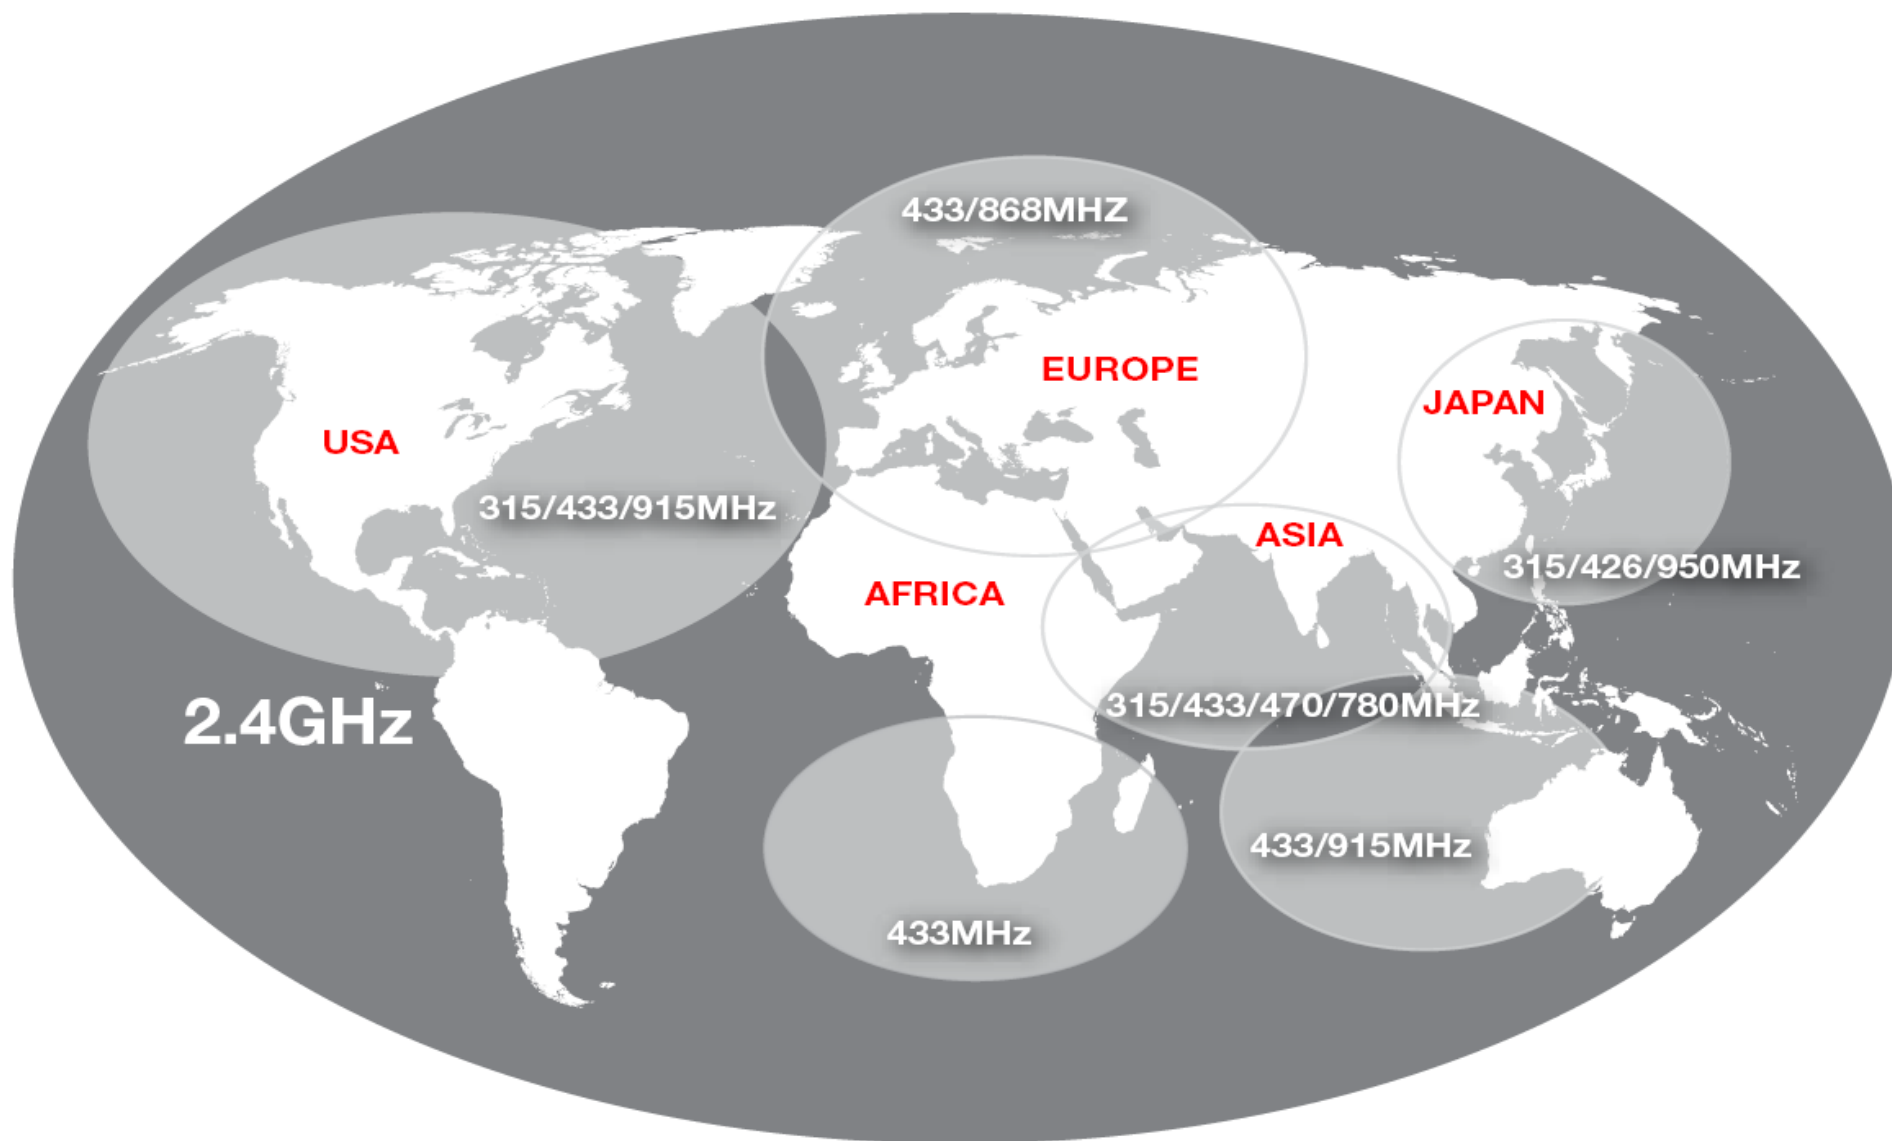 433/868MHZ
EUROPE
JAPAN
USA
315/433/915MHz
ASIA
315/426/950MHz
AFRICA
2.4GHz
315/433/470/780MHz
433/915MHz
433MHz